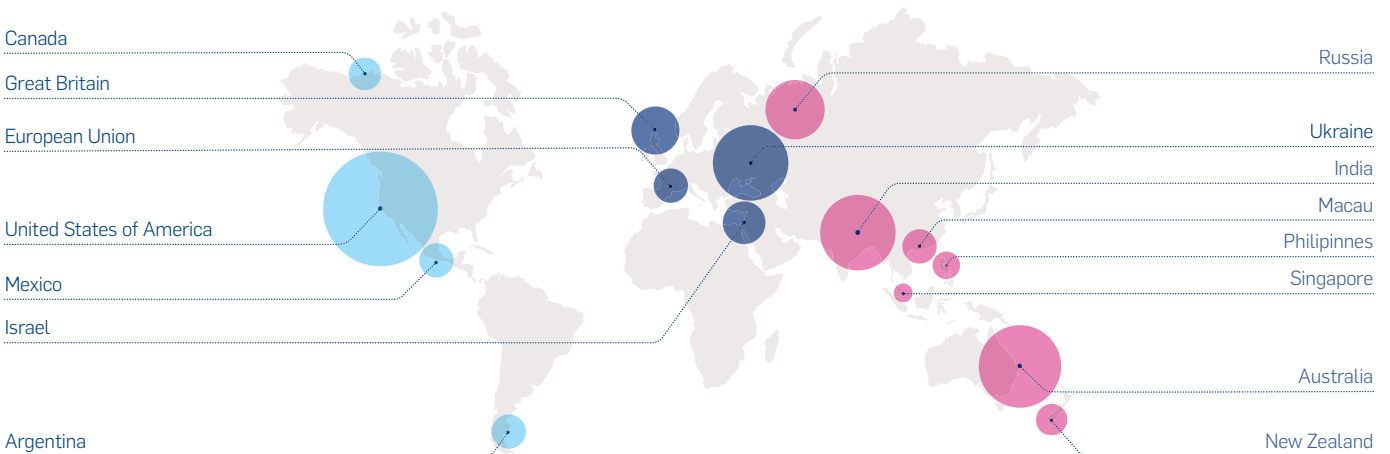 Canada
Great Britain
European Union
United States of America
Mexico
Israel
Argentina
Russia
Ukraine
India
Macau
Philipinnes
Singapore
Australia
New Zealand